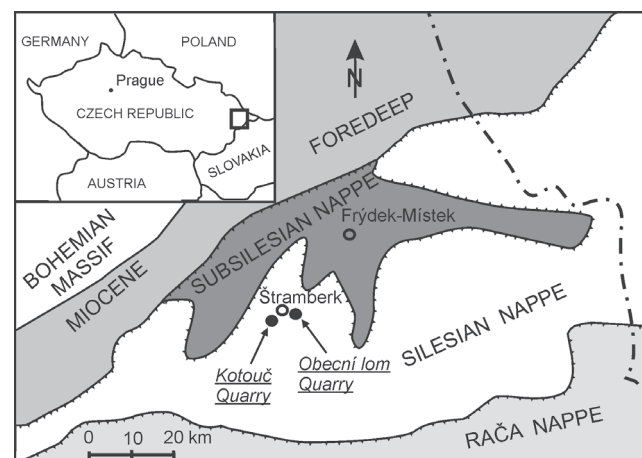 GERMANY
POLAND
Prague
CZECH REPUBLIC
SLOVAKIA
AUSTRIA
N
FOREDEEP
BOHEMIAN
MASSIF
MIOCENE
SUBSILESIAN NAPPE
Frýdek-Místek
Štramberk
Kotouč
Quarry
Obecní lom
Quarry
SILESIAN NAPPE
RAČA NAPPE
0 10 20 km